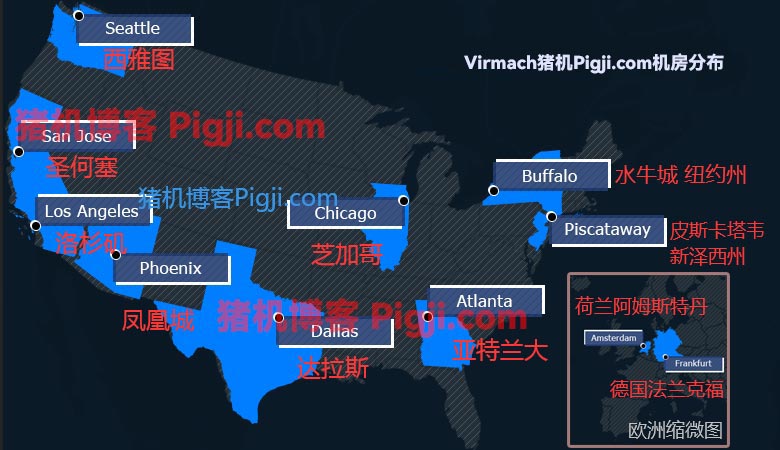 Seattle
西雅图
Virmach猪机Pigji.com机房分布
猪机博客 Pigji.com
San Jose
圣何塞
Buffalo
水牛城 纽约州
猪机博客Pigji.com
Los Angeles
洛杉矶
Chicago
芝加哥
Piscataway
皮斯卡塔韦
新泽西州
Phoenix
凤凰城
Atlanta
亚特兰大
猪机博客 Pigji.com
Dallas
达拉斯
荷兰阿姆斯特丹
Amsterdam
Frankfurt
德国法兰克福
欧洲缩微图